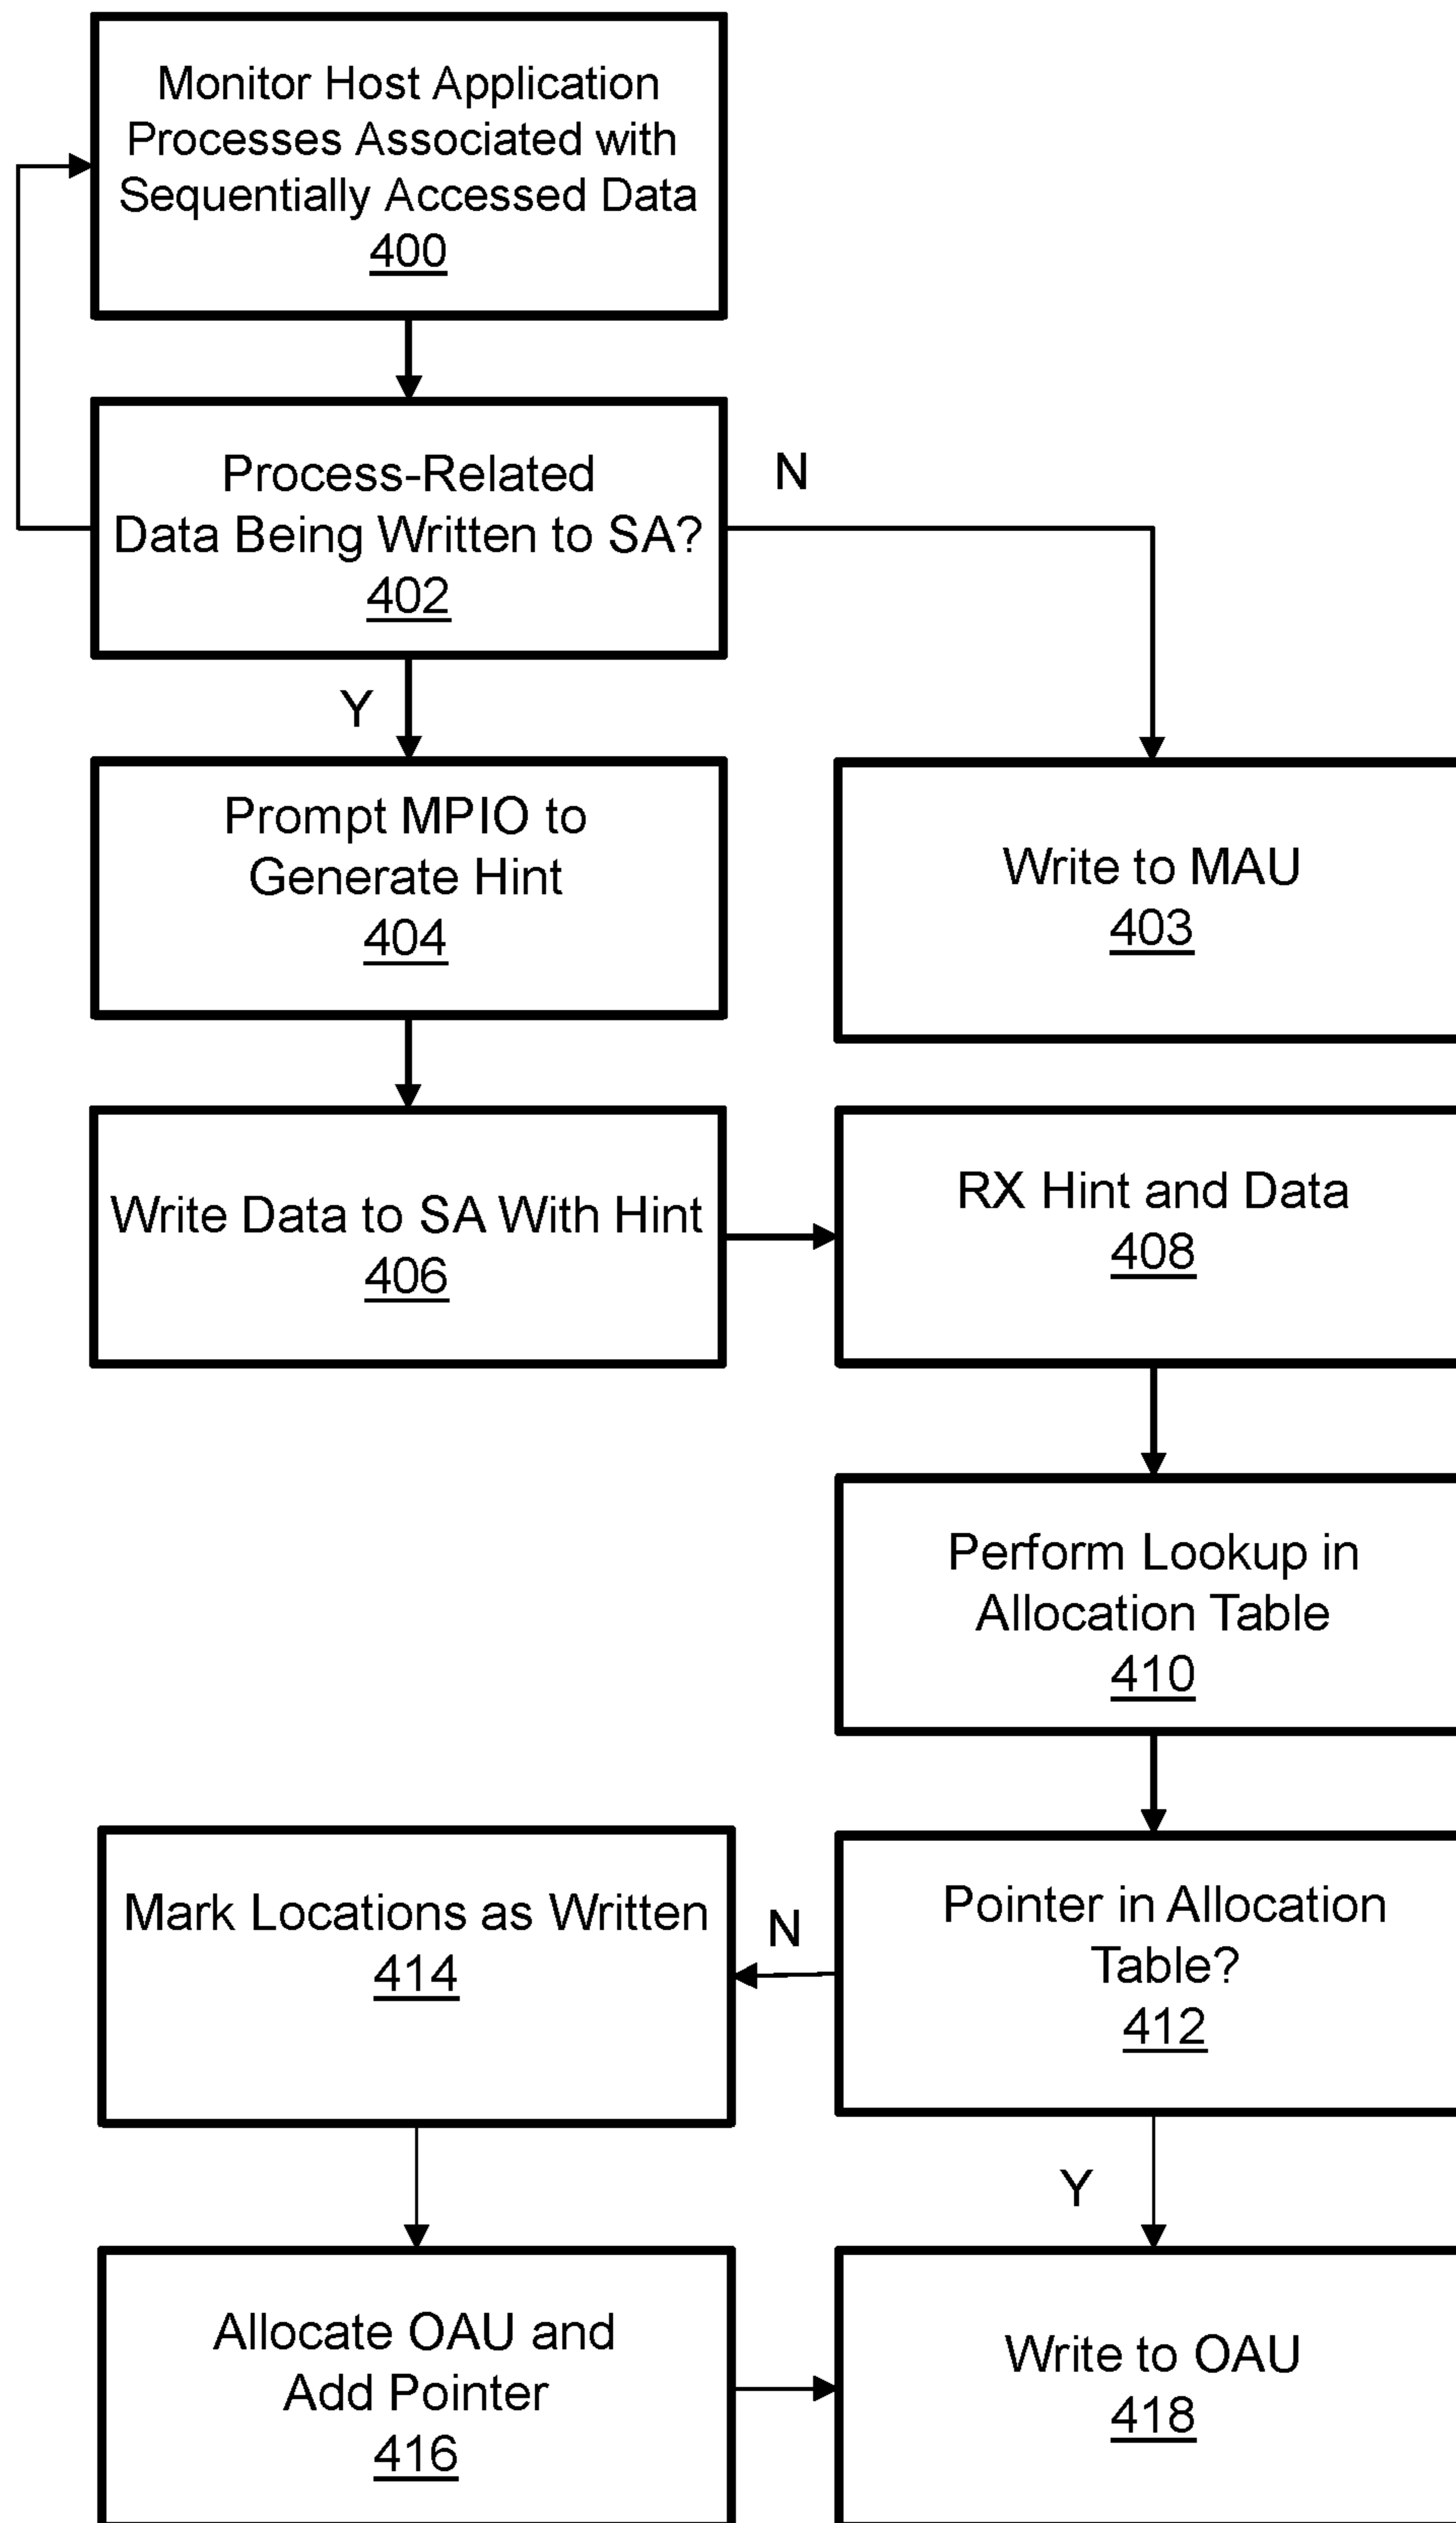 Monitor Host Application
Processes Associated with
Sequentially Accessed Data
400
Process-Related
Data Being Written to SA?
402
N
Y
Prompt MPIO to
Generate Hint
404
Write to MAU
403
Write Data to SA With Hint
406
RX Hint and Data
408
Perform Lookup in
Allocation Table
410
Pointer in Allocation
Table?
412
N
Mark Locations as Written
414
Y
Allocate OAU and
Add Pointer
416
Write to OAU
418